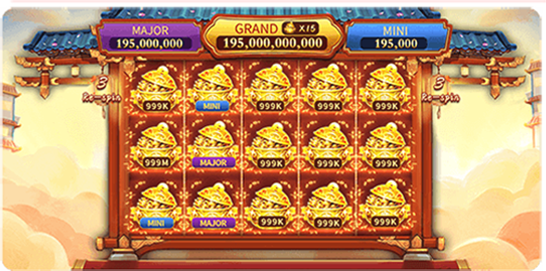 MAJOR
195,000,000
GRAND X15
195,000,000,000
MINI
195,000
3
Re-spin
3
Re-spin
999K MINI 999K 999K 999K
999M MAJOR 999K 999K 999K
MINI MAJOR 999K 999K 999K